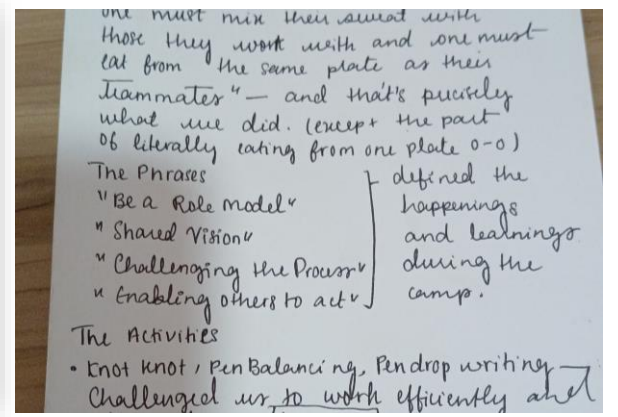 one must mix their sweat with
those they work with and one must
eat from the same plate as their
teammates" — and that's precisely
what we did. (except the part
of literally eating from one plate 0-0)
The Phrases
"Be a Role Model"
"Shared Vision"
"Challenging the Process"
"Enabling others to act"
defined the
happenings
and learnings
during the
camp.
The Activities
• Knot knot, Pen Balancing, Pen drop writing
Challenged us to work efficiently and